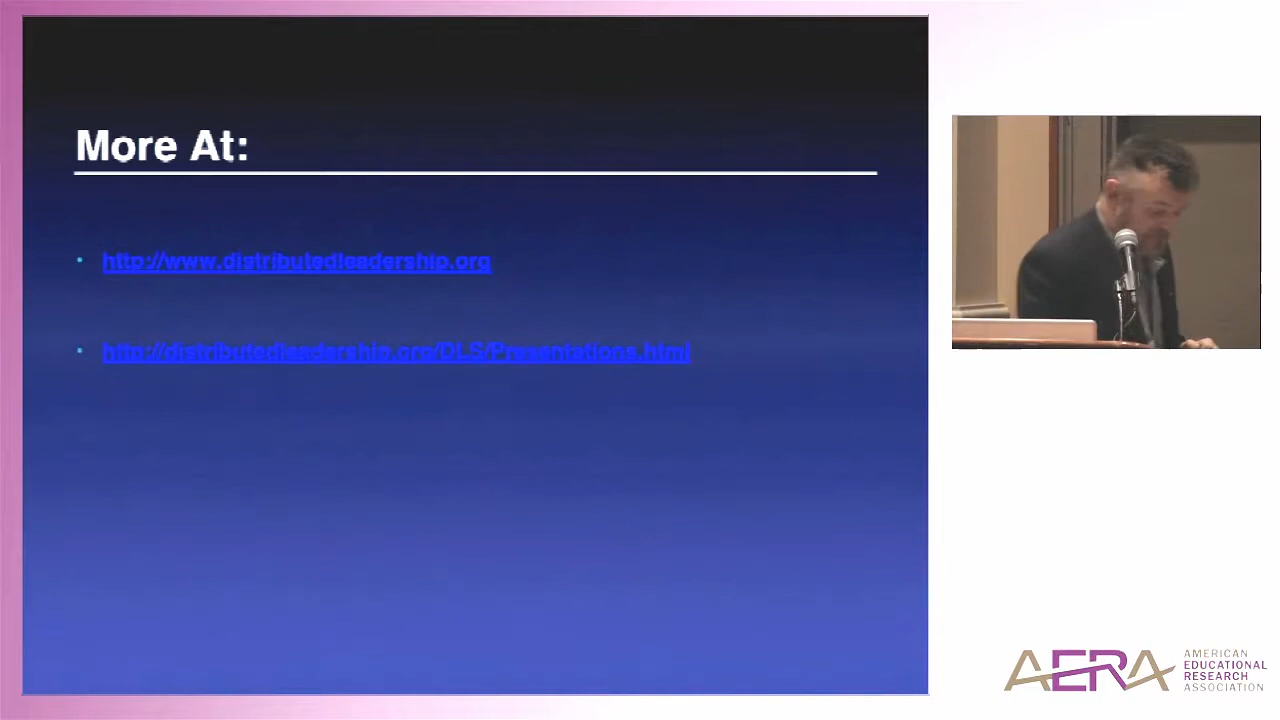 More At:
http://www.distributedleadership.org
http://distributedleadership.org/DLS/Presentations.html
AERA
AMERICAN
EDUCATIONAL
RESEARCH
ASSOCIATION